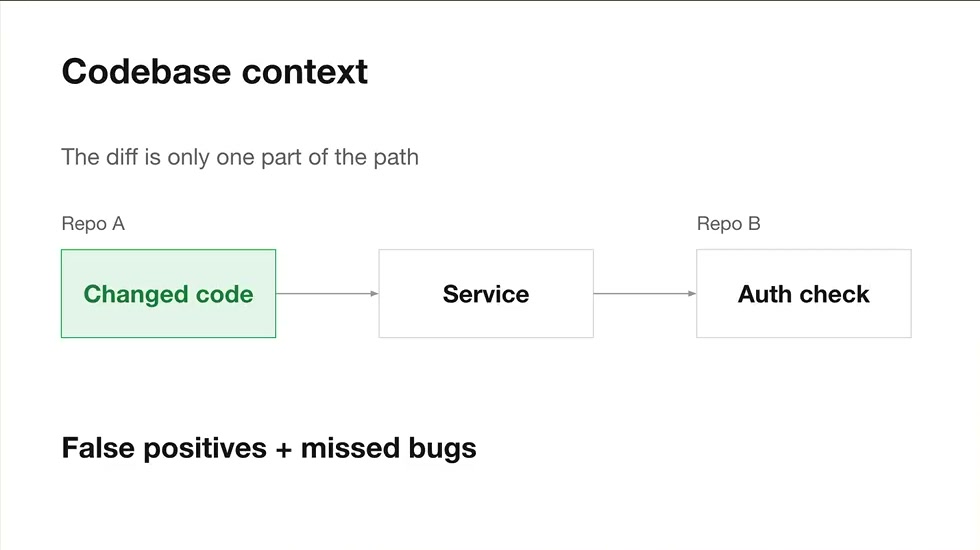 Codebase context
The diff is only one part of the path
Repo A
Repo B
Changed code
Service
Auth check
False positives + missed bugs